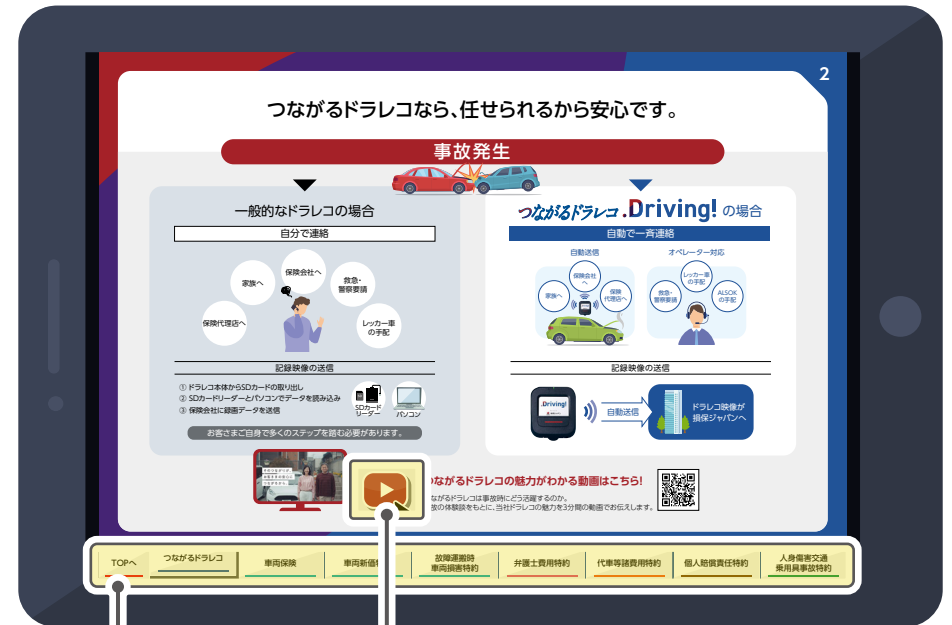 2
つながるドラレコなら、任せられるから安心です。
事故発生
一般的なドラレコの場合
自分で連絡
保険代理店へ
家族へ
保険会社へ
救急・
警察要請
レッカー車
の手配
記録映像の送信
① ドラレコ本体からSDカードの取り出し
② SDカードリーダーとパソコンでデータを読み込み
③ 保険会社に録画データを送信
SDカード
リーダー
パソコン
お客さまご自身で多くのステップを踏む必要があります。
つながるドラレコ .Driving! の場合
自動で一斉連絡
自動送信
家族へ
保険会社
へ
保険
代理店へ
オペレーター対応
救急・
警察要請
レッカー車
の手配
ALSOK
の手配
記録映像の送信
.Driving!
自動送信
ドラレコ映像が
損保ジャパンへ
つながるドラレコの魅力がわかる動画はこちら!
ながるドラレコは事故時にどう活躍するのか。
故の体験談をもとに、当社ドラレコの魅力を3分間の動画でお伝えします。
TOPへ
つながるドラレコ
車両保険
車両新価特
故障運搬時
車両損害特約
弁護士費用特約
代車等諸費用特約
個人賠償責任特約
人身傷害交通
乗用具事故特約